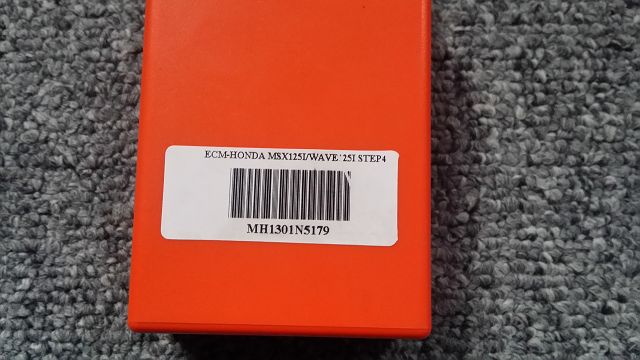 ECM-HONDA MSX125I/WAVE '25I STEP4
MH1301N5179